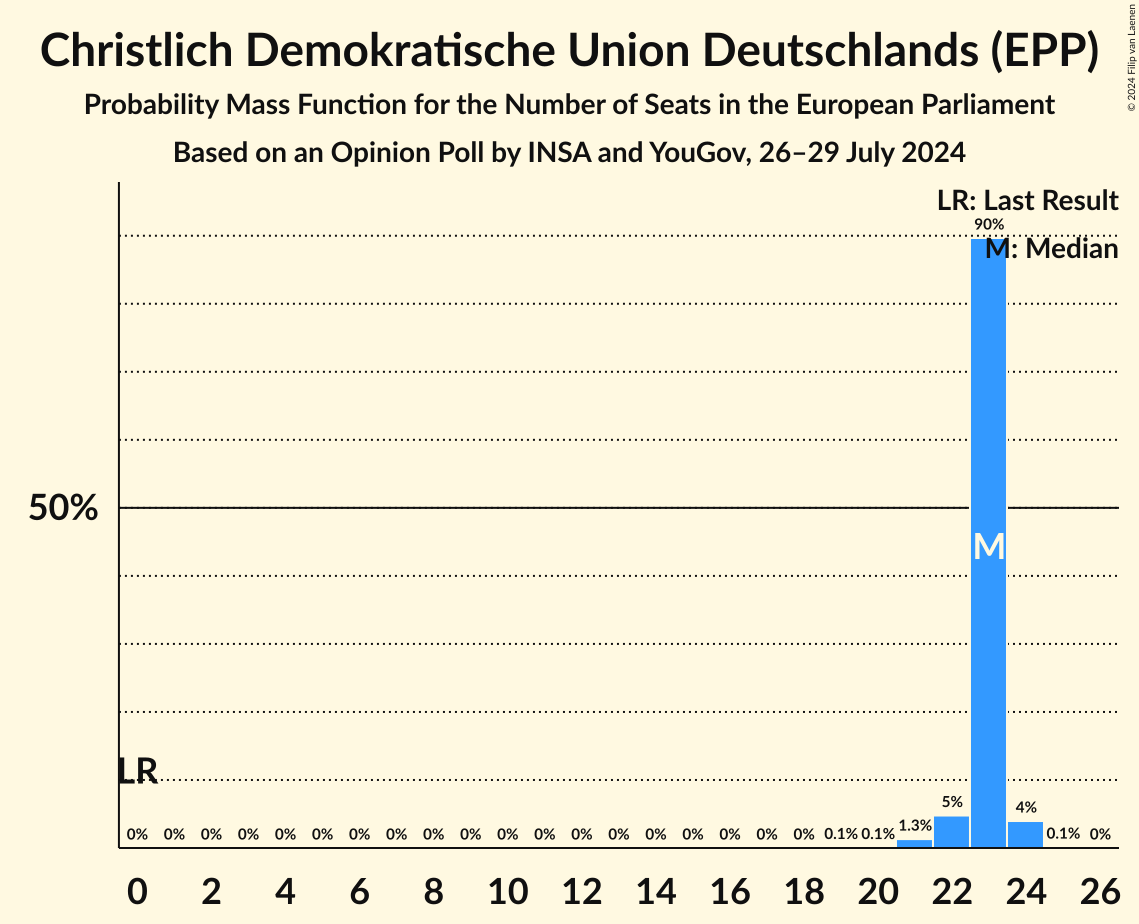 Christlich Demokratische Union Deutschlands (EPP)
Probability Mass Function for the Number of Seats in the European Parliament
Based on an Opinion Poll by INSA and YouGov, 26–29 July 2024
© 2024 Filip van Laenen
LR: Last Result
90%
M: Median
50%
M
LR
0% 0% 0% 0% 0% 0% 0% 0% 0% 0% 0% 0% 0% 0% 0% 0% 0% 0% 0% 0.1% 0.1% 1.3% 5% 4% 0.1% 0%
0 2 4 6 8 10 12 14 16 18 20 22 24 26